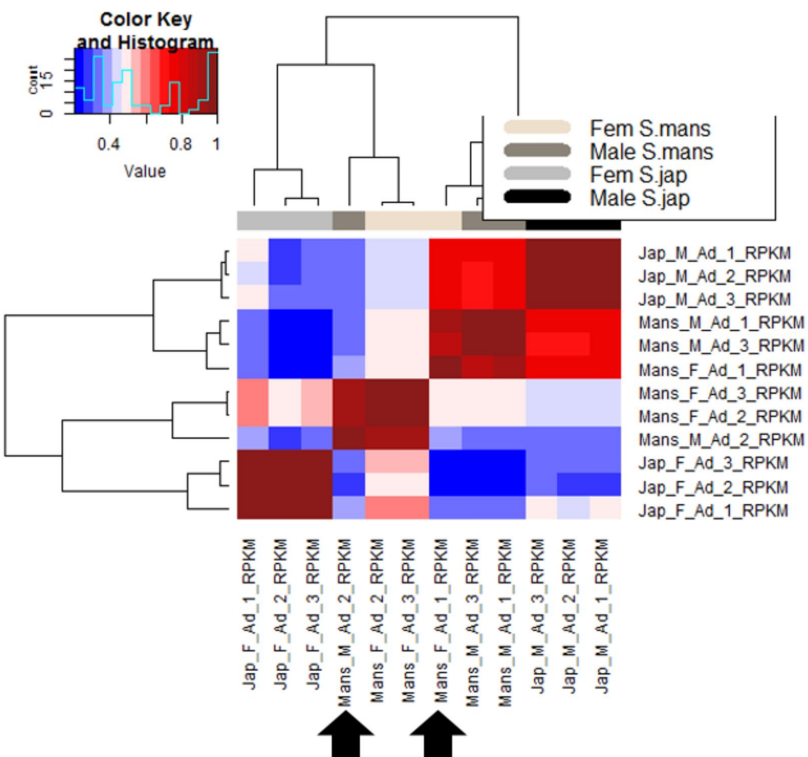 Color Key
and Histogram
Count
0
15
0.4
0.8
1
Value
Fem S.mans
Male S.mans
Fem S.jap
Male S.jap
Jap_M_Ad_1_RPKM
Jap_M_Ad_2_RPKM
Jap_M_Ad_3_RPKM
Mans_M_Ad_1_RPKM
Mans_M_Ad_3_RPKM
Mans_F_Ad_1_RPKM
Mans_F_Ad_3_RPKM
Mans_F_Ad_2_RPKM
Mans_M_Ad_2_RPKM
Jap_F_Ad_3_RPKM
Jap_F_Ad_2_RPKM
Jap_F_Ad_1_RPKM
Jap_F_Ad_1_RPKM
Jap_F_Ad_2_RPKM
Jap_F_Ad_3_RPKM
Mans_M_Ad_2_RPKM
Mans_F_Ad_2_RPKM
Mans_F_Ad_3_RPKM
Mans_F_Ad_1_RPKM
Mans_M_Ad_3_RPKM
Mans_M_Ad_1_RPKM
Jap_M_Ad_3_RPKM
Jap_M_Ad_2_RPKM
Jap_M_Ad_1_RPKM